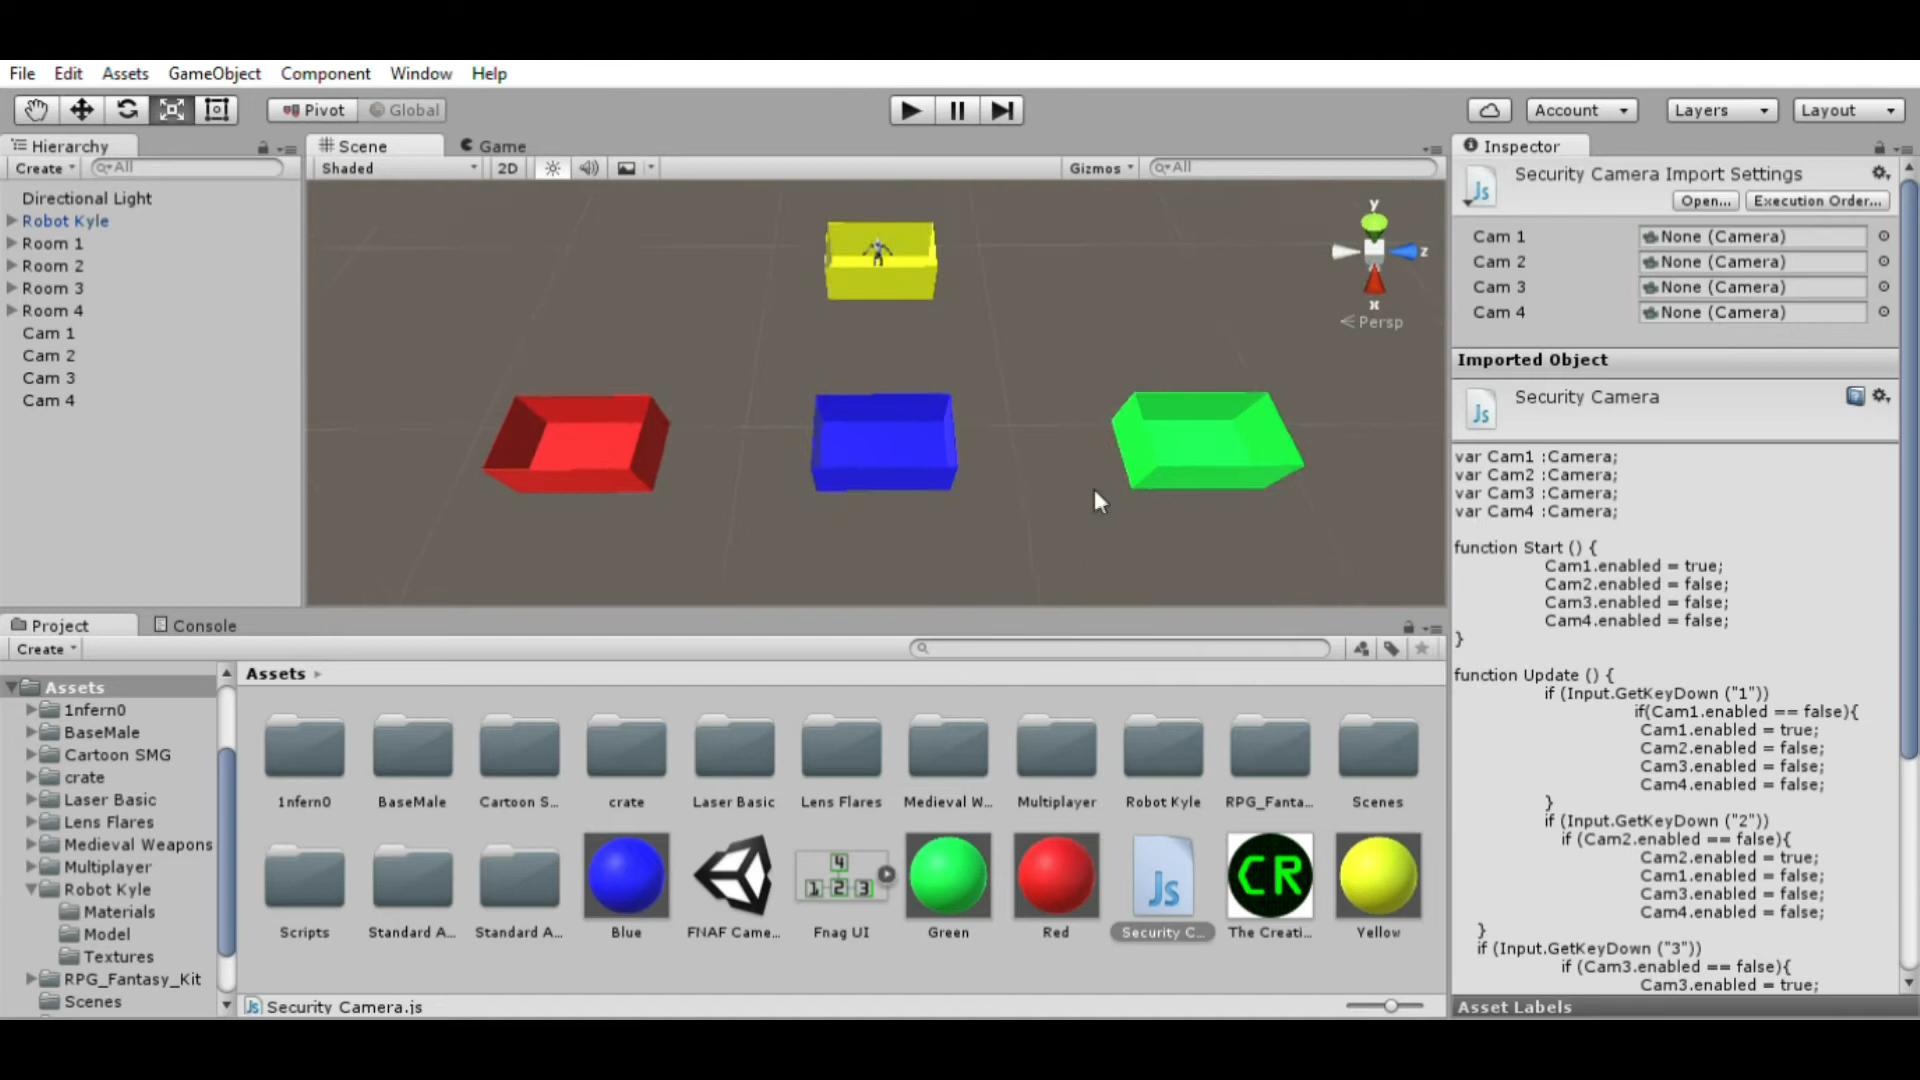 File Edit Assets GameObject Component Window Help
Pivot Global Account Layers Layout
Hierarchy
Create All
Directional Light
Robot Kyle
Room 1
Room 2
Room 3
Room 4
Cam 1
Cam 2
Cam 3
Cam 4
Scene Game
Shaded 2D Gizmos All
y
z
x
Persp
Inspector
Security Camera Import Settings
Open... Execution Order...
Cam 1 None (Camera)
Cam 2 None (Camera)
Cam 3 None (Camera)
Cam 4 None (Camera)
Imported Object
Js Security Camera
var Cam1 :Camera;
var Cam2 :Camera;
var Cam3 :Camera;
var Cam4 :Camera;
function Start () {
Cam1.enabled = true;
Cam2.enabled = false;
Cam3.enabled = false;
Cam4.enabled = false;
}
function Update () {
if (Input.GetKeyDown ("1"))
if(Cam1.enabled == false){
Cam1.enabled = true;
Cam2.enabled = false;
Cam3.enabled = false;
Cam4.enabled = false;
}
if (Input.GetKeyDown ("2"))
if (Cam2.enabled == false){
Cam2.enabled = true;
Cam1.enabled = false;
Cam3.enabled = false;
Cam4.enabled = false;
}
if (Input.GetKeyDown ("3"))
if (Cam3.enabled == false){
Cam3.enabled = true;
Asset Labels
Project Console
Create
Assets
1nfern0
BaseMale
Cartoon SMG
crate
Laser Basic
Lens Flares
Medieval Weapons
Multiplayer
Robot Kyle
Materials
Model
Textures
RPG_Fantasy_Kit
Scenes
Assets
1nfern0 BaseMale Cartoon S... crate Laser Basic Lens Flares Medieval W... Multiplayer Robot Kyle RPG_Fanta... Scenes
4
1 2 3
Js
CR
Scripts Standard A... Standard A... Blue FNAF Came... Fnag UI Green Red Security C... The Creati... Yellow
Security Camera.js